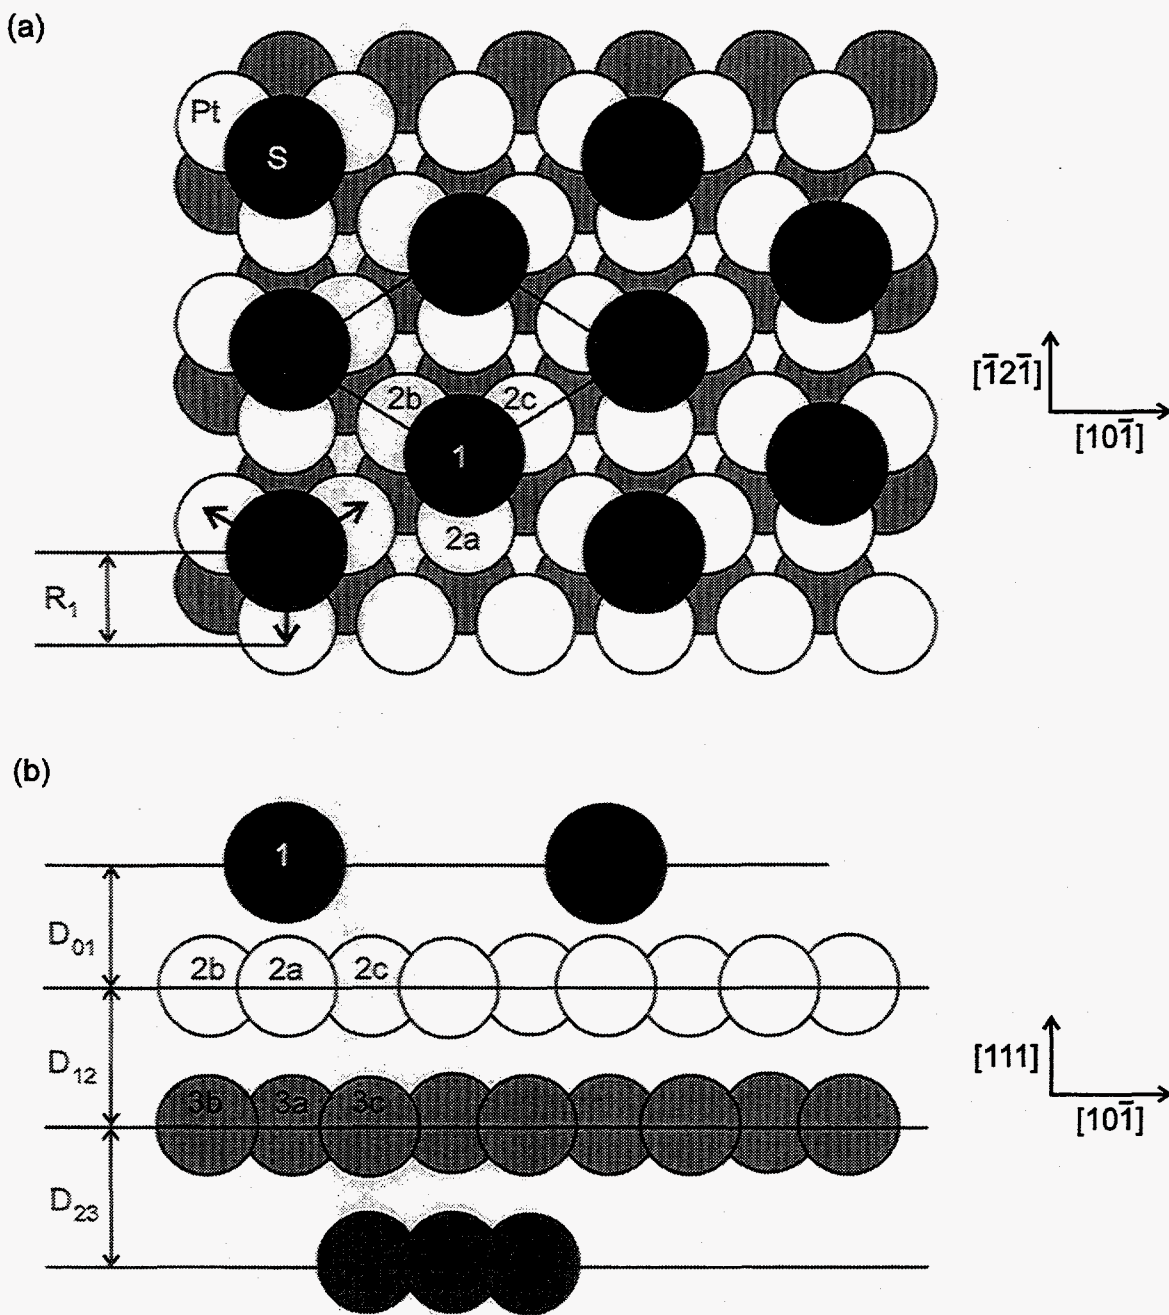 (a)
Pt
S
[1̄21̄]
[101̄]
2b 2c
1
2a
R₁
(b)
1
D₀₁
2b 2a 2c
D₁₂
[111]
[101̄]
3b 3a 3c
D₂₃